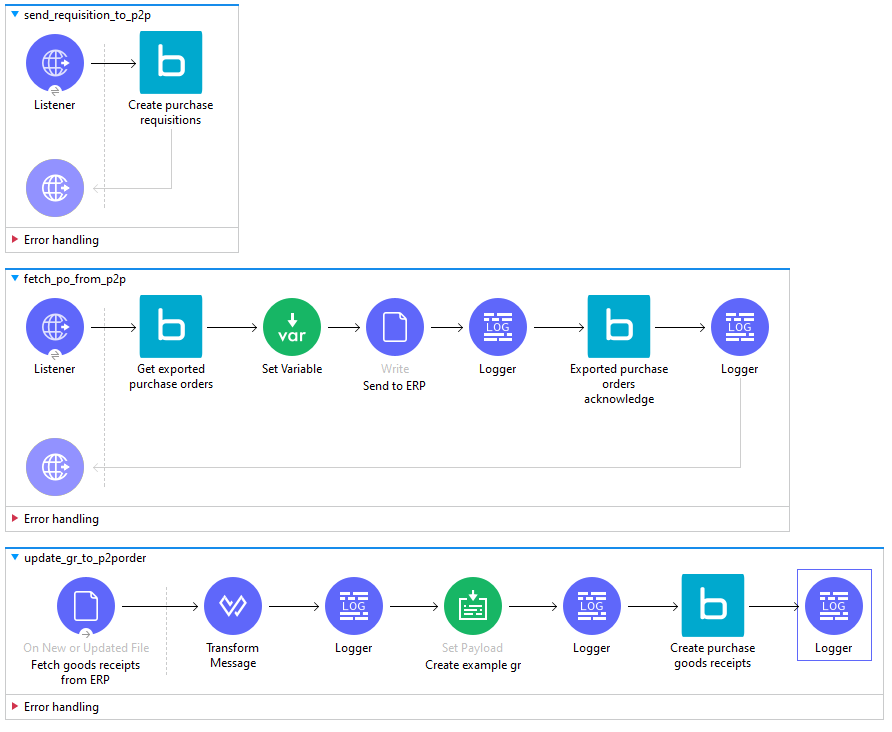 send_requisition_to_p2p
b
Listener
Create purchase
requisitions
Error handling
fetch_po_from_p2p
b
var
LOG
b
LOG
Listener
Get exported
purchase orders
Set Variable
Write
Send to ERP
Logger
Exported purchase
orders
acknowledge
Logger
Error handling
update_gr_to_p2porder
LOG
LOG
b
LOG
On New or Updated File
Fetch goods receipts
from ERP
Transform
Message
Logger
Set Payload
Create example gr
Logger
Create purchase
goods receipts
Logger
Error handling